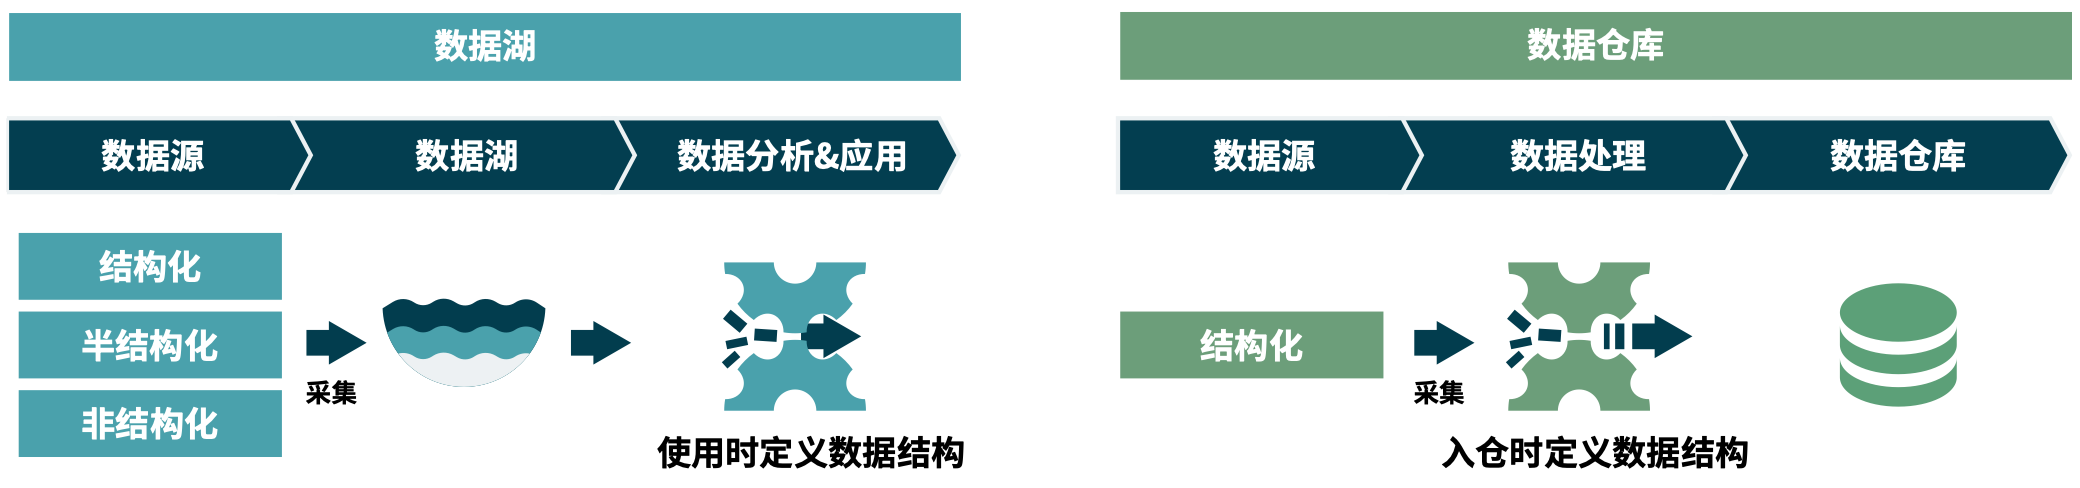 数据湖
数据源
数据湖
数据分析&应用
结构化
半结构化
非结构化
采集
使用时定义数据结构
数据仓库
数据源
数据处理
数据仓库
结构化
采集
入仓时定义数据结构